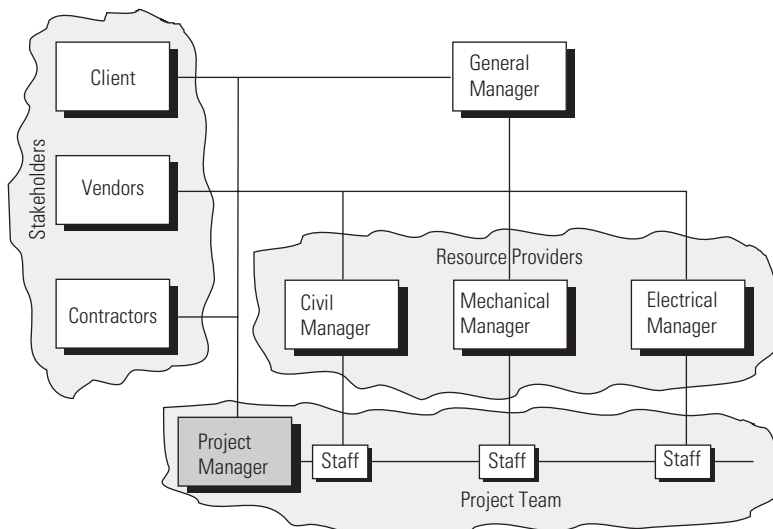 Client
General
Manager
Stakeholders
Vendors
Resource Providers
Contractors
Civil
Manager
Mechanical
Manager
Electrical
Manager
Project
Manager
Staff
Staff
Staff
Project Team